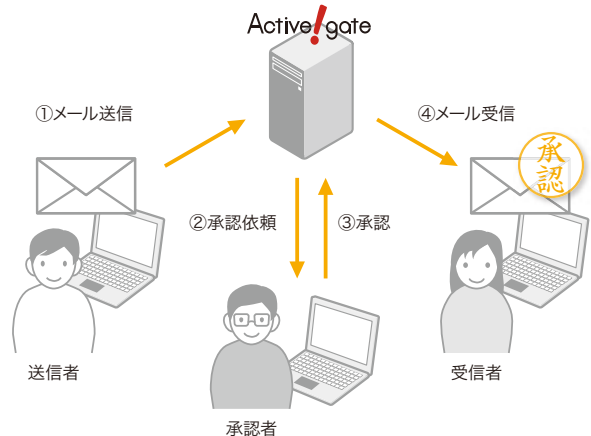 Active! gate
①メール送信
④メール受信
承認
②承認依頼
③承認
送信者
受信者
承認者